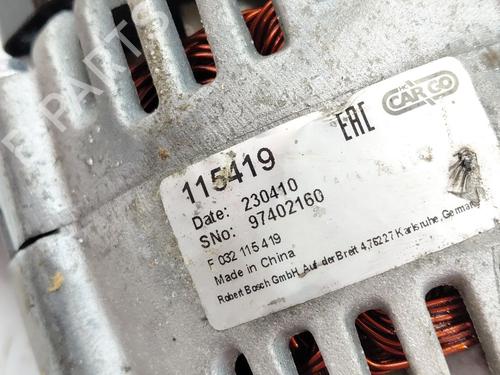 HC
CARGO
EAC
115419
Date: 230410
SNo: 97402160
F 032 115 419
Made in China
Robert Bosch GmbH, Auf der Breit 4, 76227 Karlsruhe, Germany